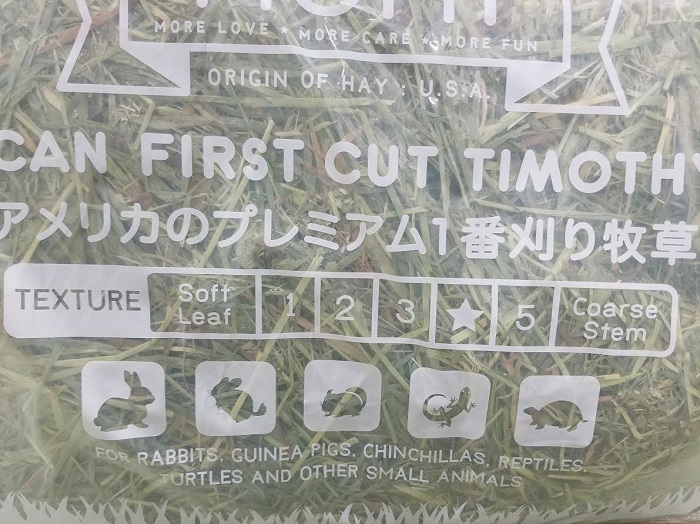 MORE LOVE ★ MORE CARE ★ MORE FUN
ORIGIN OF HAY : U.S.A.
CAN FIRST CUT TIMOTHY
アメリカのプレミアム1番刈り牧草
TEXTURE Soft Leaf 1 2 3 ★ 5 Coarse Stem
FOR RABBITS, GUINEA PIGS, CHINCHILLAS, REPTILES,
TURTLES AND OTHER SMALL ANIMALS